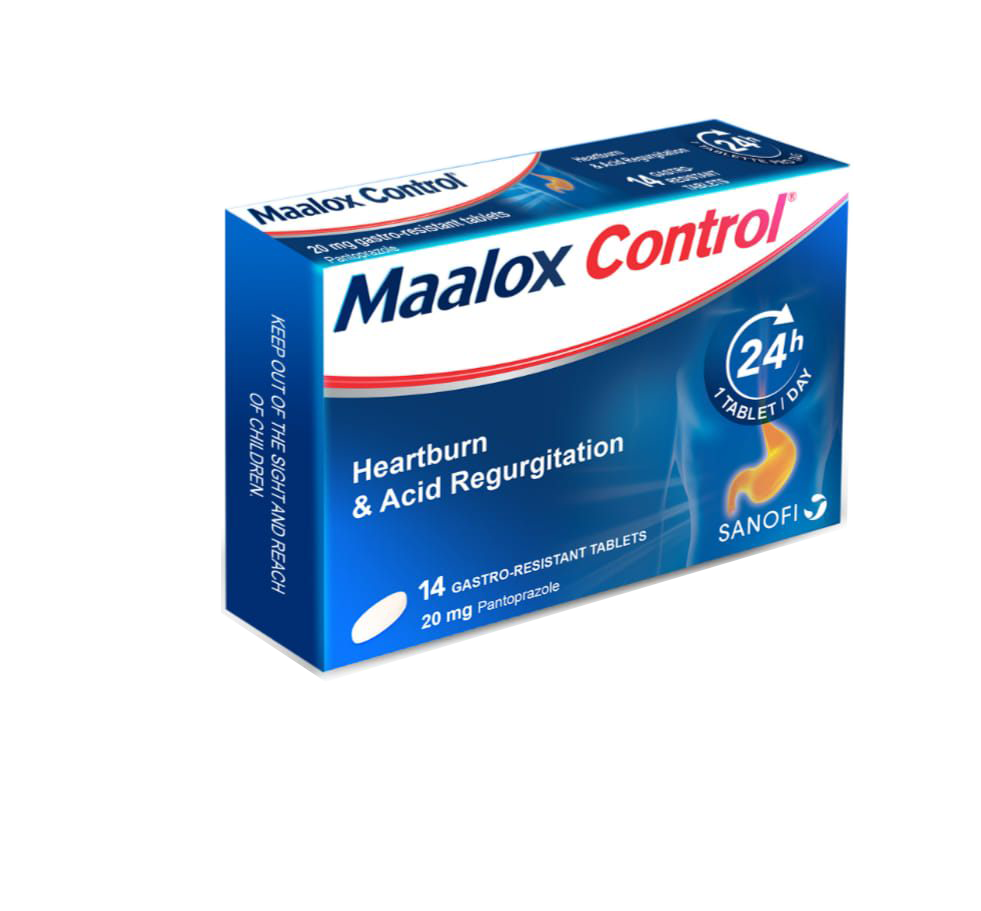 Maalox Control
20 mg gastro-resistant tablets
Pantoprazole
Heartburn
& Acid Regurgitation
14 GASTRO-
RESISTANT
TABLETS
24h
Maalox Control®
24h
1 TABLET / DAY
Heartburn
& Acid Regurgitation
14 GASTRO-RESISTANT TABLETS
20 mg Pantoprazole
SANOFI
KEEP OUT OF THE SIGHT AND REACH
OF CHILDREN.